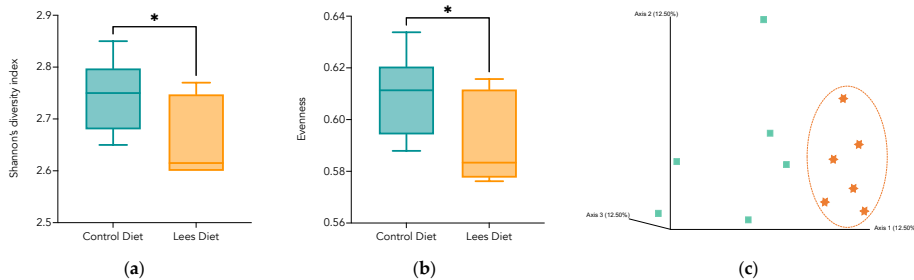 2.9
2.8
2.7
2.6
2.5
Shannon's diversity index
*
Control Diet
Lees Diet
(a)
0.64
0.62
0.60
0.58
0.56
Evenness
*
Control Diet
Lees Diet
(b)
Axis 2 (12.50%)
Axis 3 (12.50%)
Axis 1 (12.50%
(c)